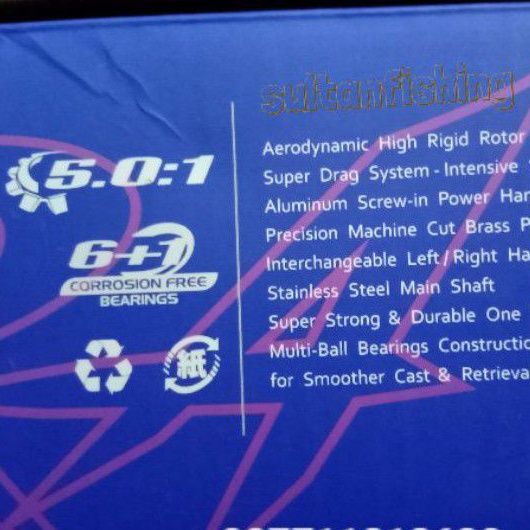 sultanfishing
Aerodynamic High Rigid Rotor
Super Drag System - Intensive
Aluminum Screw-in Power
Precision Machine Cut Brass
Interchangeable Left/Right
Stainless Steel Main Shaft
Super Strong & Durable One
Multi-Ball Bearings
for Smoother Cast &
5.0:1
6+1
CORROSION FREE
BEARINGS
紙